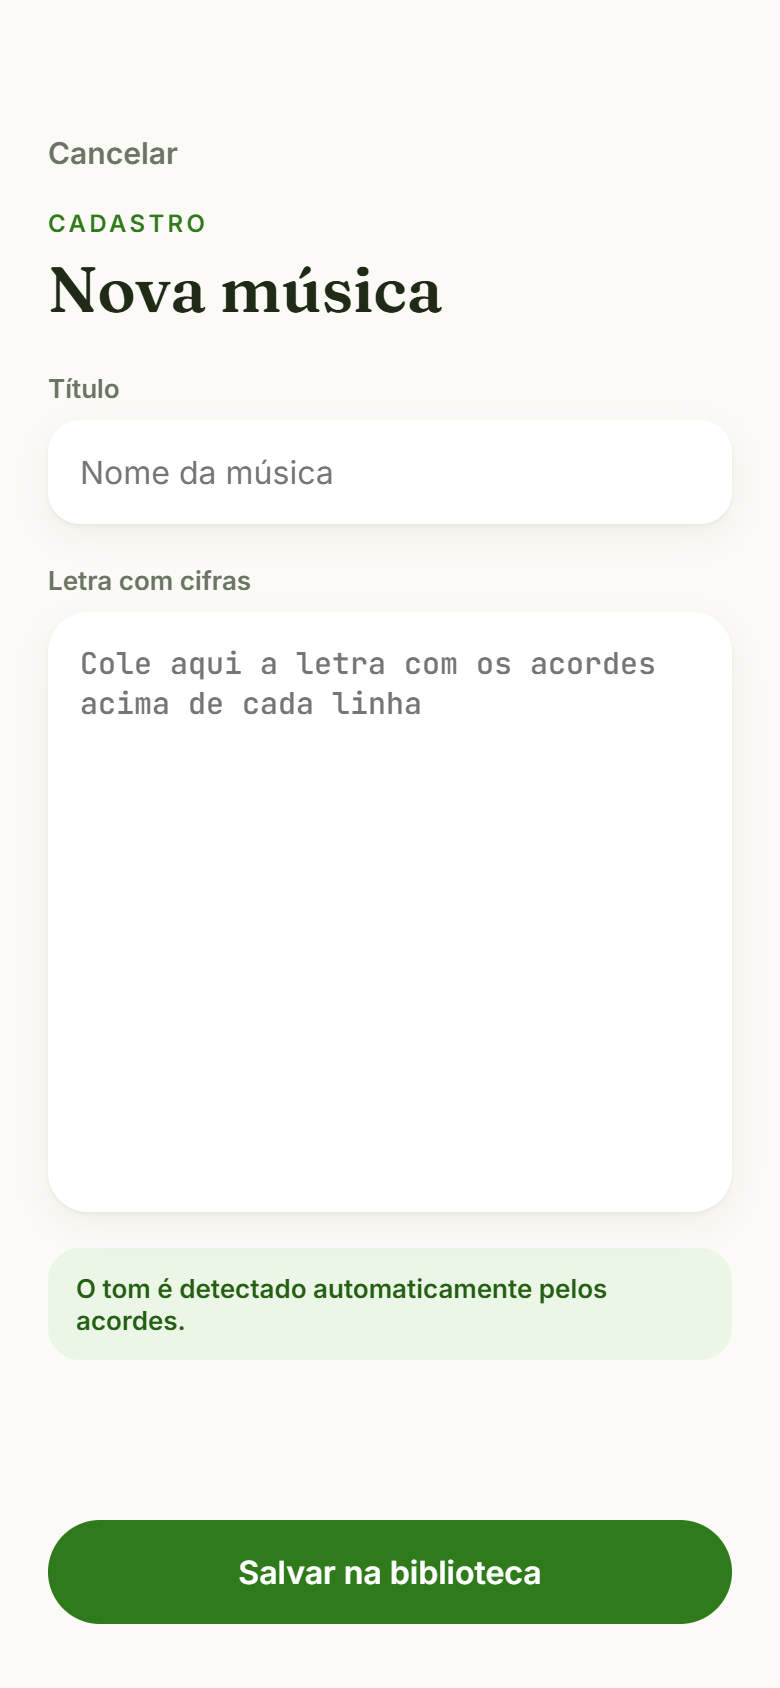 Cancelar
CADASTRO
Nova música
Título
Nome da música
Letra com cifras
Cole aqui a letra com os acordes
acima de cada linha
O tom é detectado automaticamente pelos
acordes.
Salvar na biblioteca